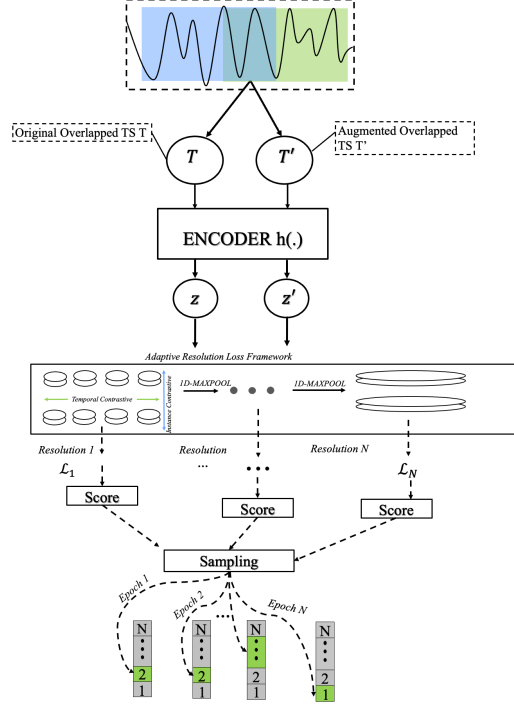 Original Overlapped TS T
T
T'
Augmented Overlapped
TS T'
ENCODER h(.)
z
z'
Adaptive Resolution Loss Framework
Temporal Contrastive
Instance Contrastive
1D-MAXPOOL
1D-MAXPOOL
Resolution 1
Resolution
...
Resolution N
ℒ1
ℒN
Score
Score
Score
Sampling
Epoch 1
Epoch 2
Epoch N
N
2
1
N
2
1
N
2
1
N
2
1